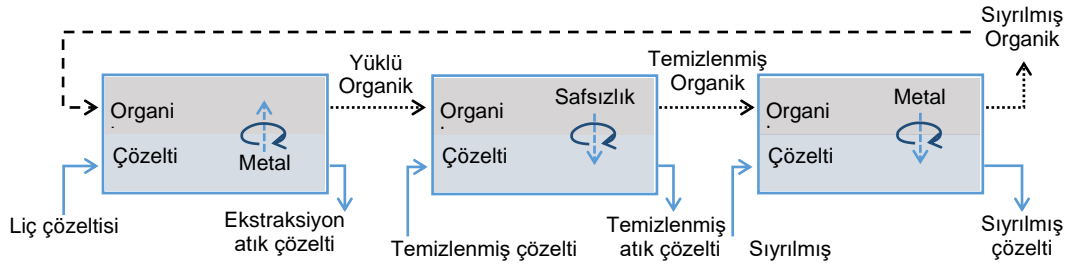 Sıyrılmış
Organik
Yüklü
Organik
Temizlenmiş
Organik
Organi
Metal
Çözelti
Organi
Safsızlık
Çözelti
Organi
Metal
Çözelti
Liç çözeltisi
Ekstraksiyon
atık çözelti
Temizlenmiş çözelti
Temizlenmiş
atık çözelti
Sıyrılmış
Sıyrılmış
çözelti